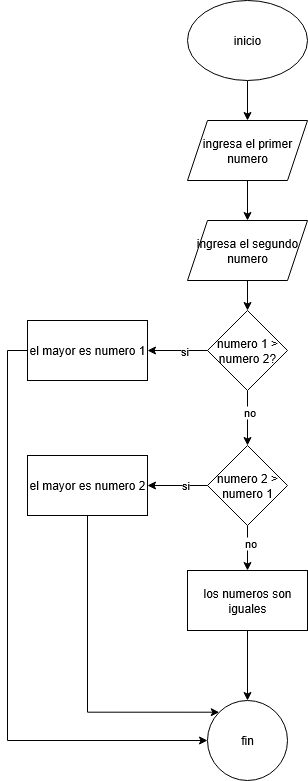 inicio
ingresa el primer
numero
ingresa el segundo
numero
numero 1 >
numero 2?
si
el mayor es numero 1
no
numero 2 >
numero 1
si
el mayor es numero 2
no
los numeros son
iguales
fin